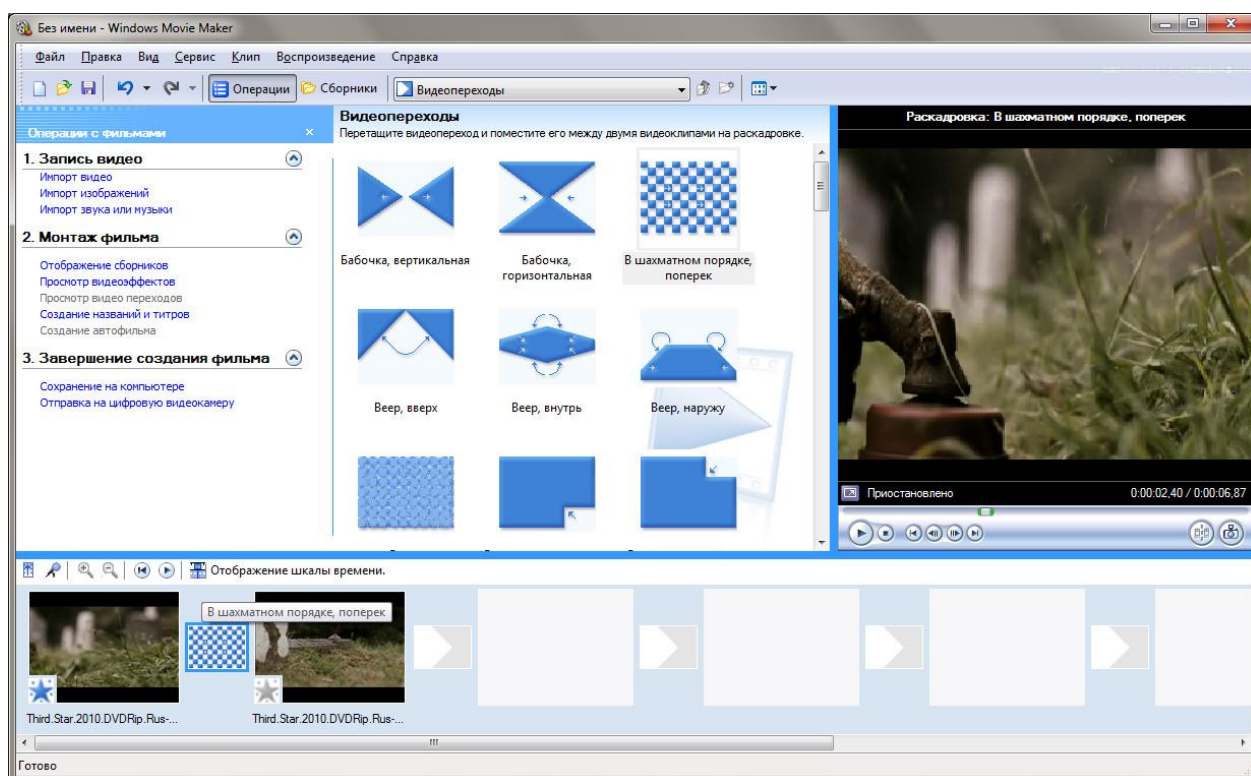 Без имени - Windows Movie Maker
Файл Правка Вид Сервис Клип Воспроизведение Справка
Операции Сборники Видеопереходы
Операции с фильмами
1. Запись видео
Импорт видео
Импорт изображений
Импорт звука или музыки
2. Монтаж фильма
Отображение сборников
Просмотр видеоэффектов
Просмотр видео переходов
Создание названий и титров
Создание автофильма
3. Завершение создания фильма
Сохранение на компьютере
Отправка на цифровую видеокамеру
Видеопереходы
Перетащите видеопереход и поместите его между двумя видеоклипами на раскадровке.
Бабочка, вертикальная
Бабочка,
горизонтальная
В шахматном порядке,
поперек
Веер, вверх
Веер, внутрь
Веер, наружу
Раскадровка: В шахматном порядке, поперек
Приостановлено 0:00:02,40 / 0:00:06,87
Отображение шкалы времени.
В шахматном порядке, поперек
Third.Star.2010.DVDRip.Rus-...
Third.Star.2010.DVDRip.Rus-...
Готово